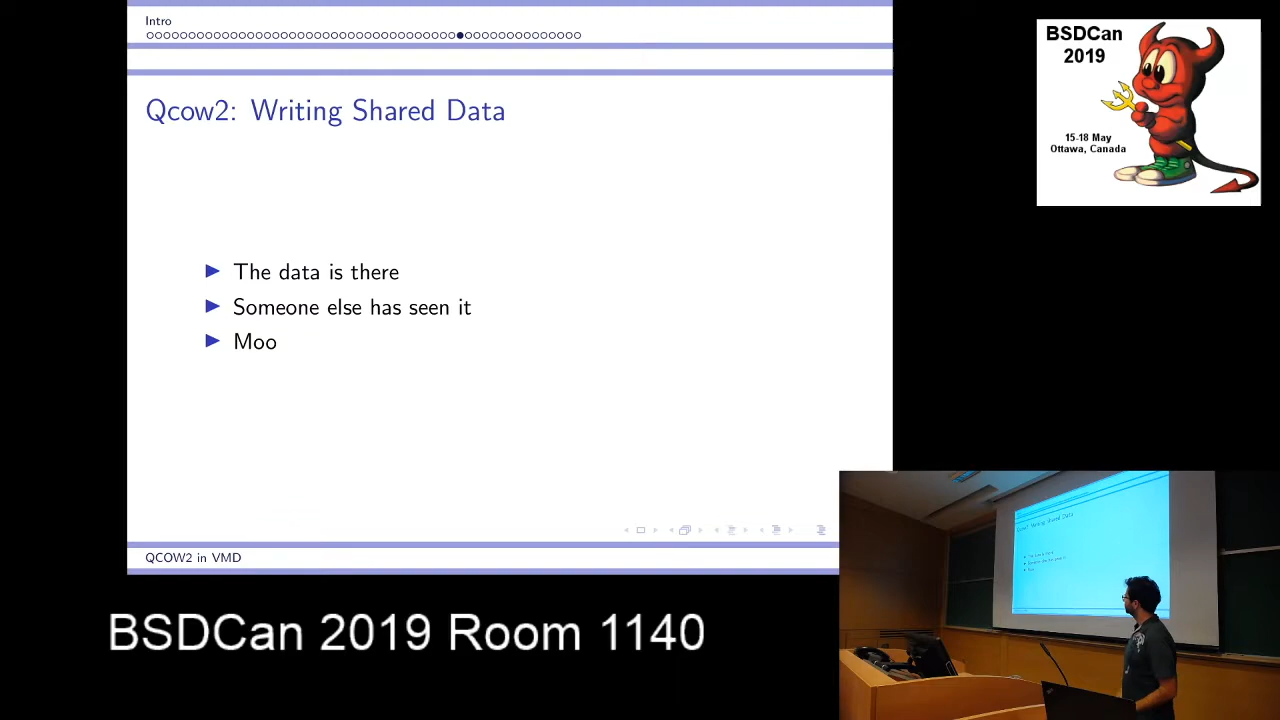 Intro
BSDCan
2019
Qcow2: Writing Shared Data
15-18 May
Ottawa, Canada
The data is there
Someone else has seen it
Moo
QCOW2 in VMD
BSDCan 2019 Room 1140